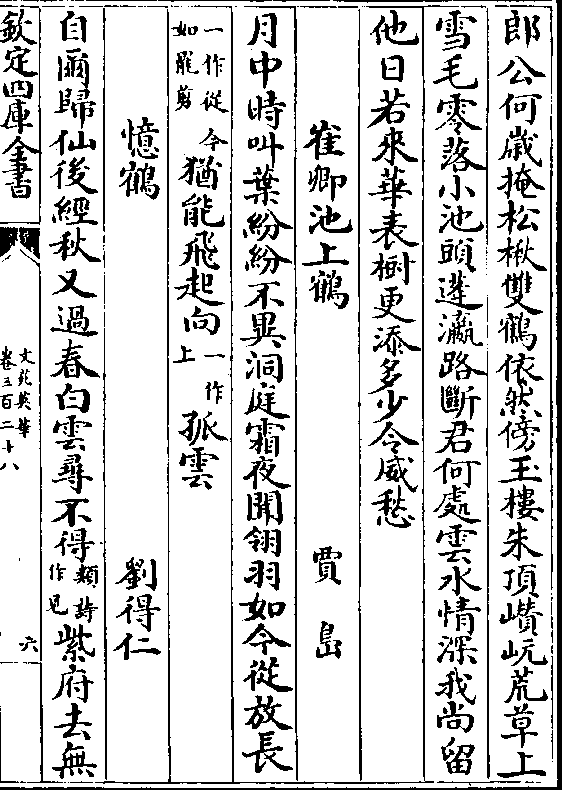 郎公何歳掩松楸雙鶴依然傍玉樓朱頂巑岏荒草上
雪毛零落小池頭蓬瀛路斷君何處雲水情深我尚留
他日若來華表樹更添多少令威愁
崔卿池上鶴 賈島
月中時叫葉紛紛不異洞庭霜夜聞翎羽如今從放長
一作從今如罷剪猶能飛起向一作上孤雲
憶鶴 劉得仁
自爾歸仙後經秋又過春白雲尋不得類詩作見紫府去無
欽定四庫全書
文苑英華
卷三百二十八
六